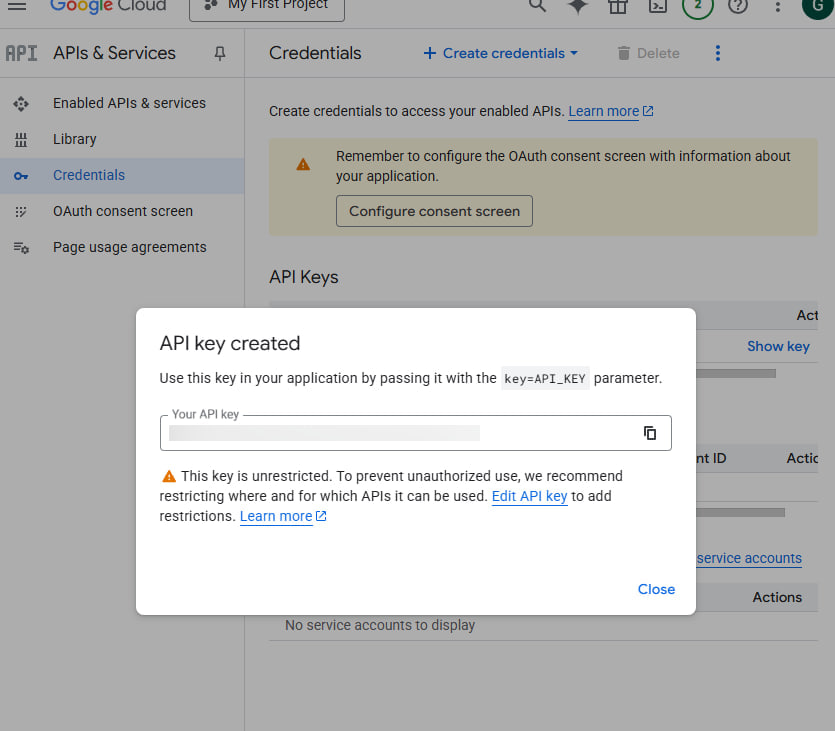 Google Cloud
My First Project
2
G
API APIs & Services
Credentials
Create credentials
Delete
Enabled APIs & services
Library
Credentials
OAuth consent screen
Page usage agreements
Create credentials to access your enabled APIs. Learn more
Remember to configure the OAuth consent screen with information about
your application.
Configure consent screen
API Keys
Show key
API key created
Use this key in your application by passing it with the key=API_KEY parameter.
Your API key
This key is unrestricted. To prevent unauthorized use, we recommend
restricting where and for which APIs it can be used. Edit API key to add
restrictions. Learn more
ID
service accounts
Close
Actions
No service accounts to display